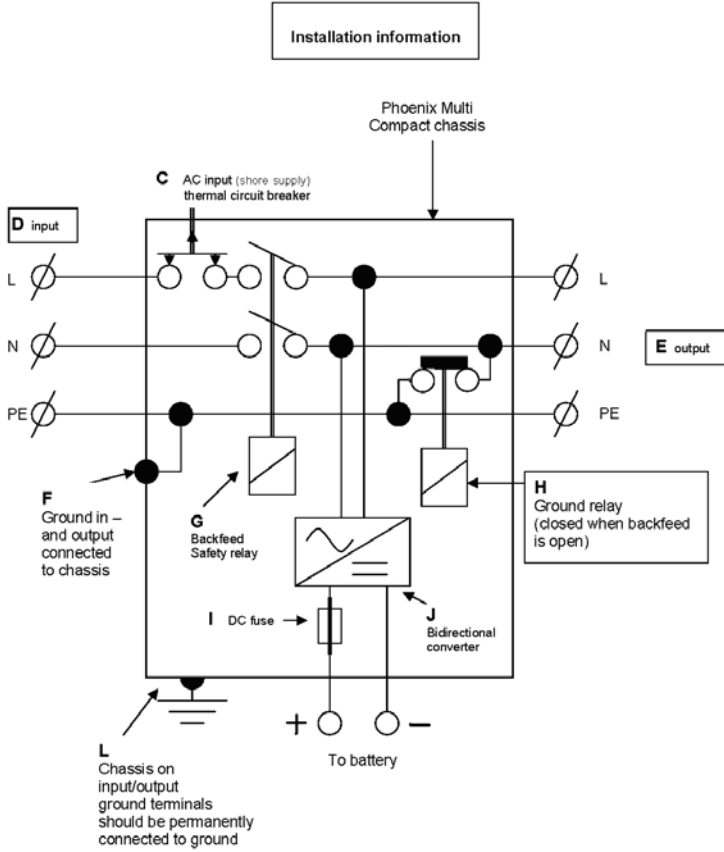 Installation information
Phoenix Multi
Compact chassis
C AC input (shore supply)
thermal circuit breaker
D input
L
L
N
N
E output
PE
PE
F
Ground in –
and output
connected
to chassis
G
Backfeed
Safety relay
H
Ground relay
(closed when backfeed
is open)
I DC fuse
J
Bidirectional
converter
+
–
To battery
L
Chassis on
input/output
ground terminals
should be permanently
connected to ground